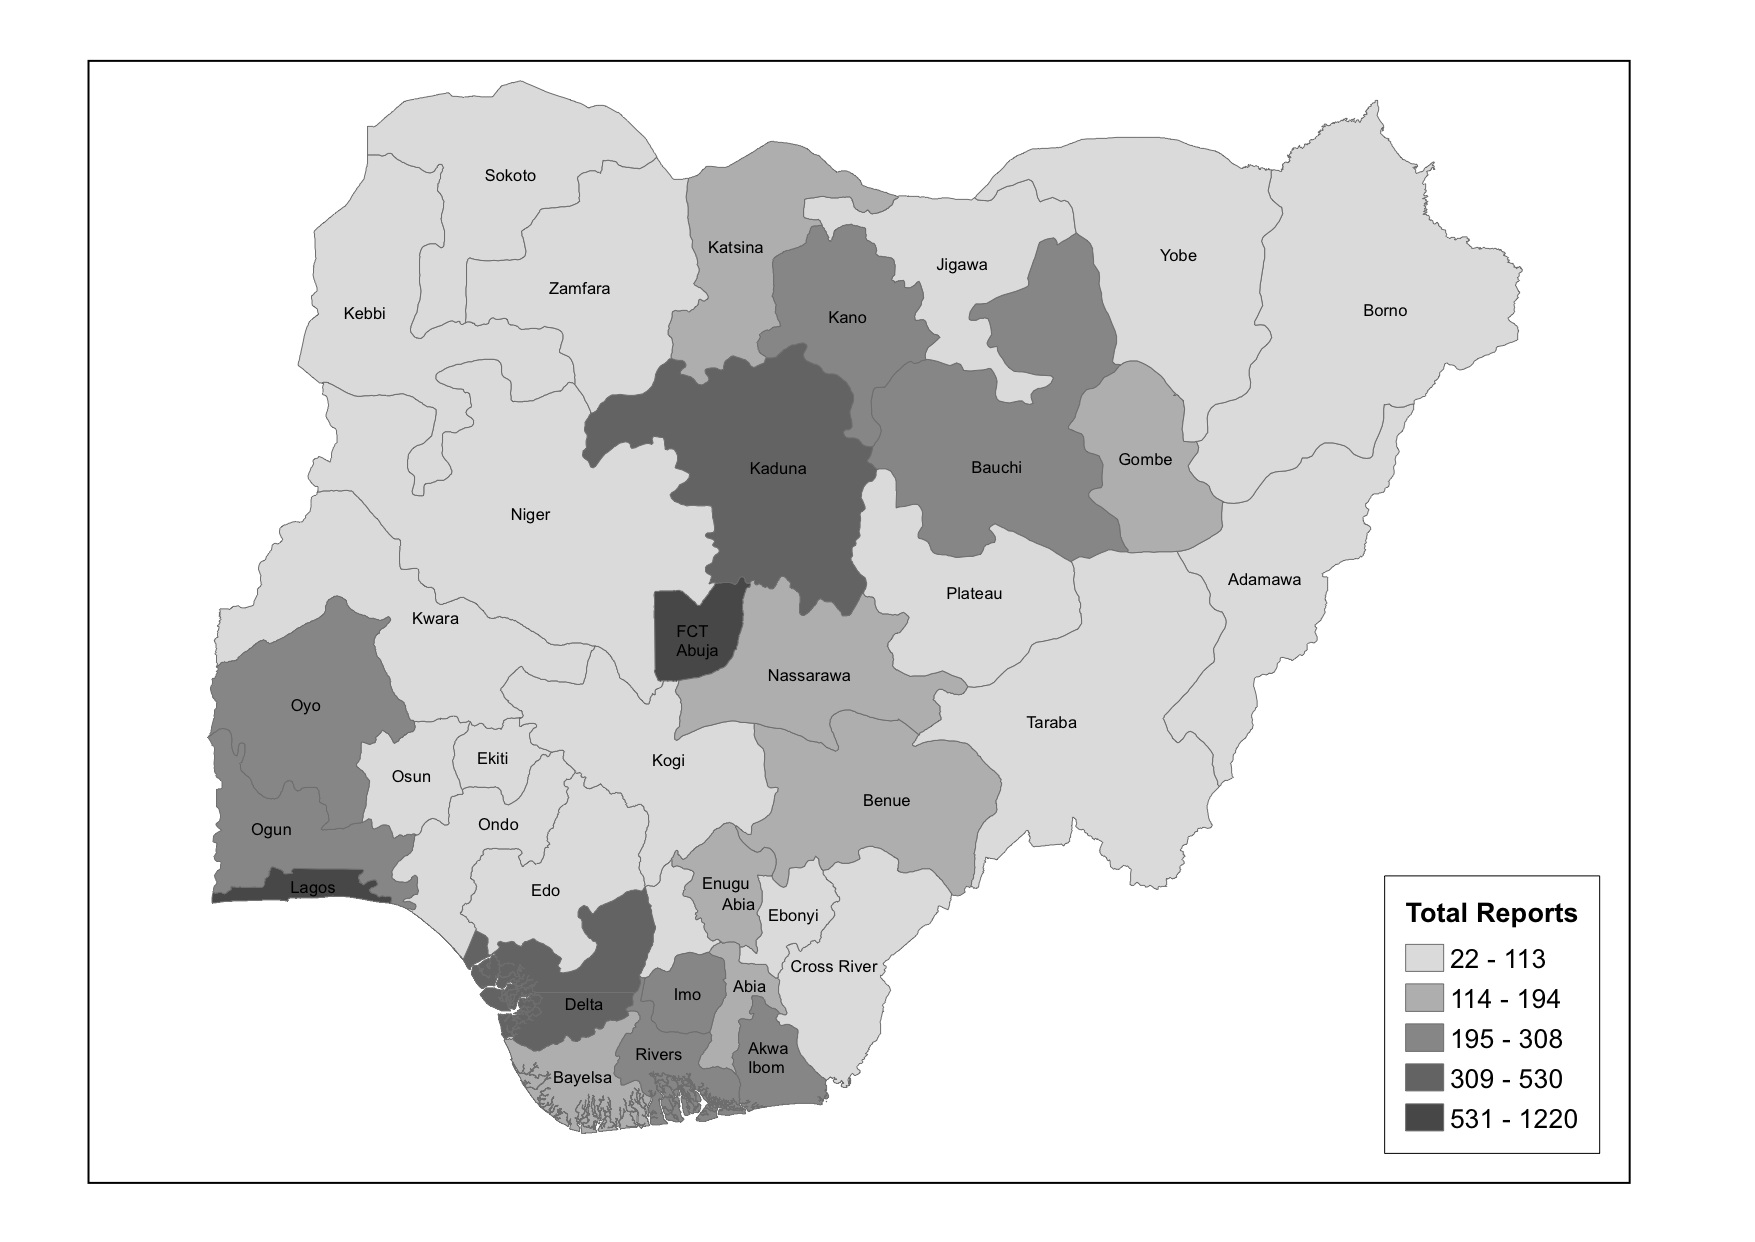 Sokoto
Katsina
Jigawa
Yobe
Zamfara
Kebbi
Kano
Borno
Gombe
Kaduna
Bauchi
Niger
Adamawa
Plateau
Kwara
FCT
Abuja
Nassarawa
Oyo
Taraba
Ekiti
Kogi
Osun
Benue
Ondo
Ogun
Lagos
Edo
Enugu
Abia
Ebonyi
Cross River
Abia
Imo
Delta
Rivers
Akwa
Ibom
Bayelsa
Total Reports
22 - 113
114 - 194
195 - 308
309 - 530
531 - 1220